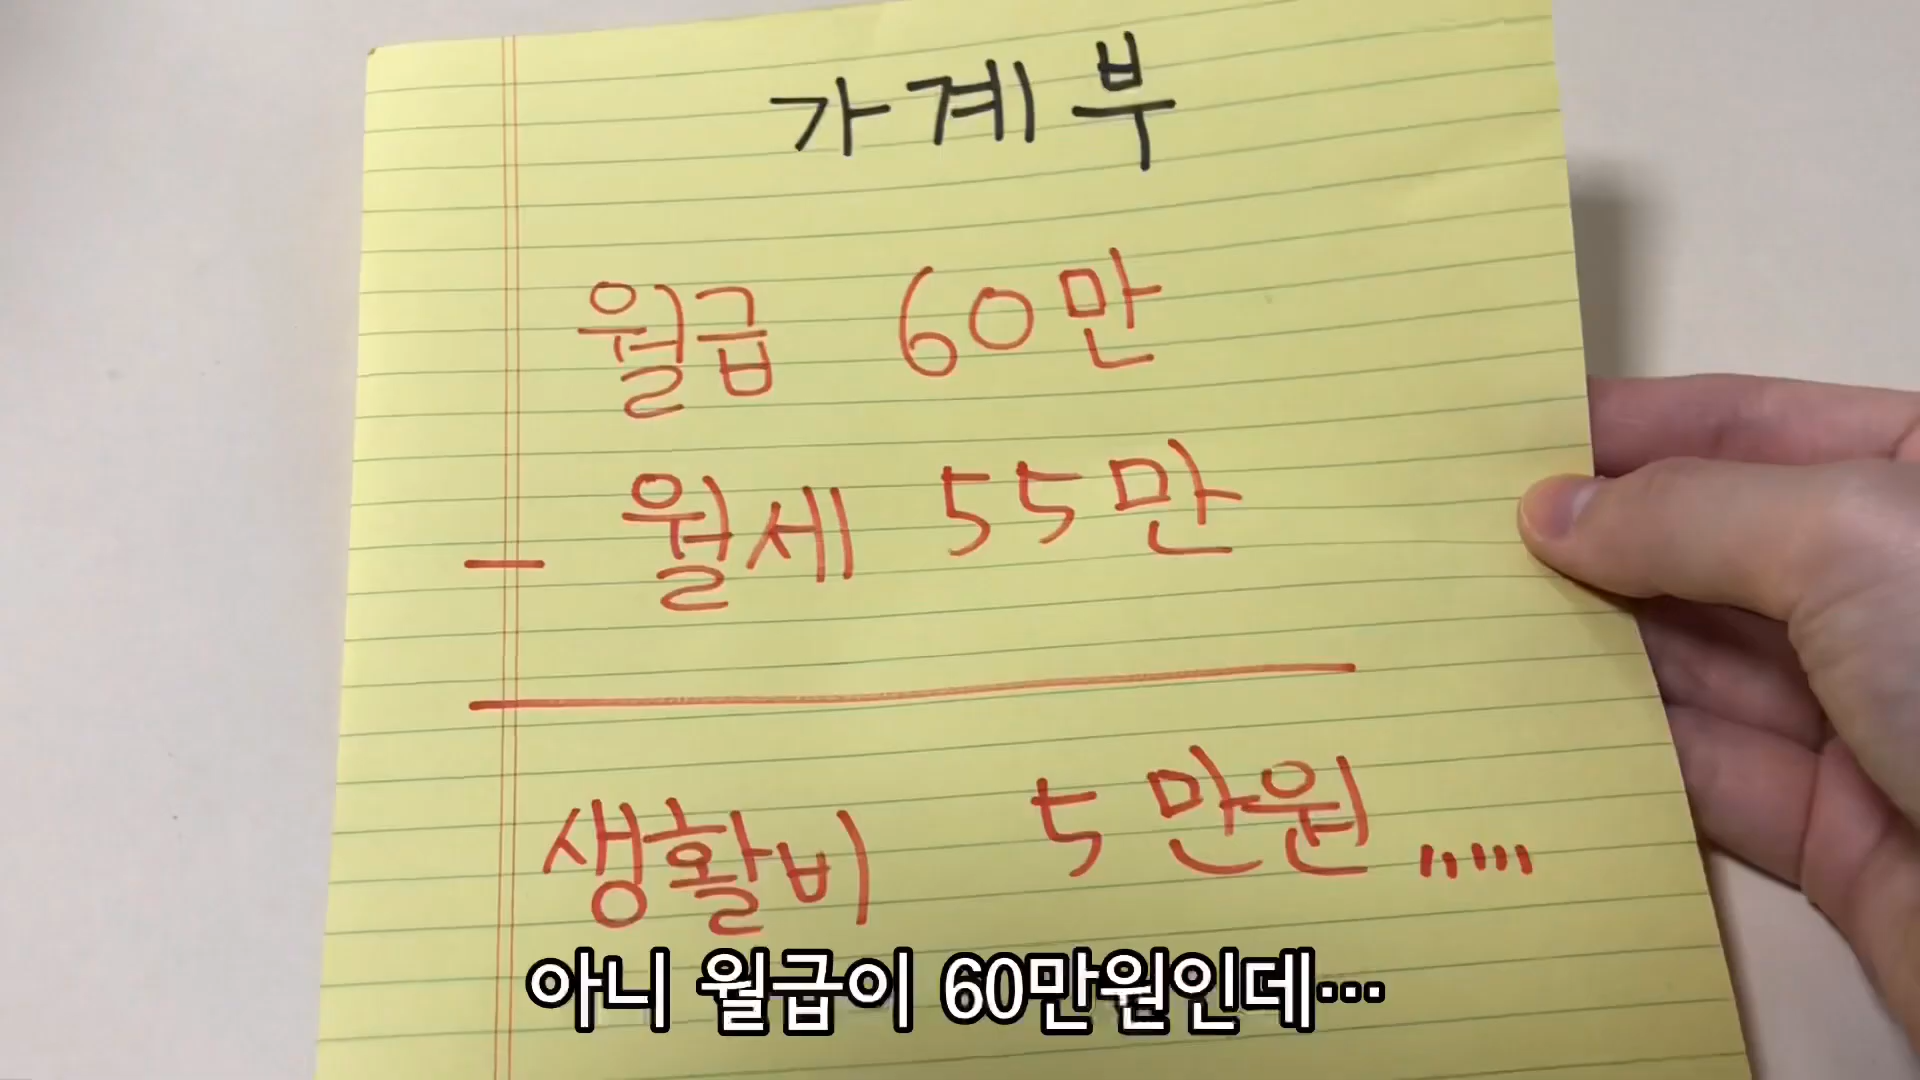 가계부
월급 60만
- 월세 55만
생활비 5만원.....
아니 월급이 60만원인데…